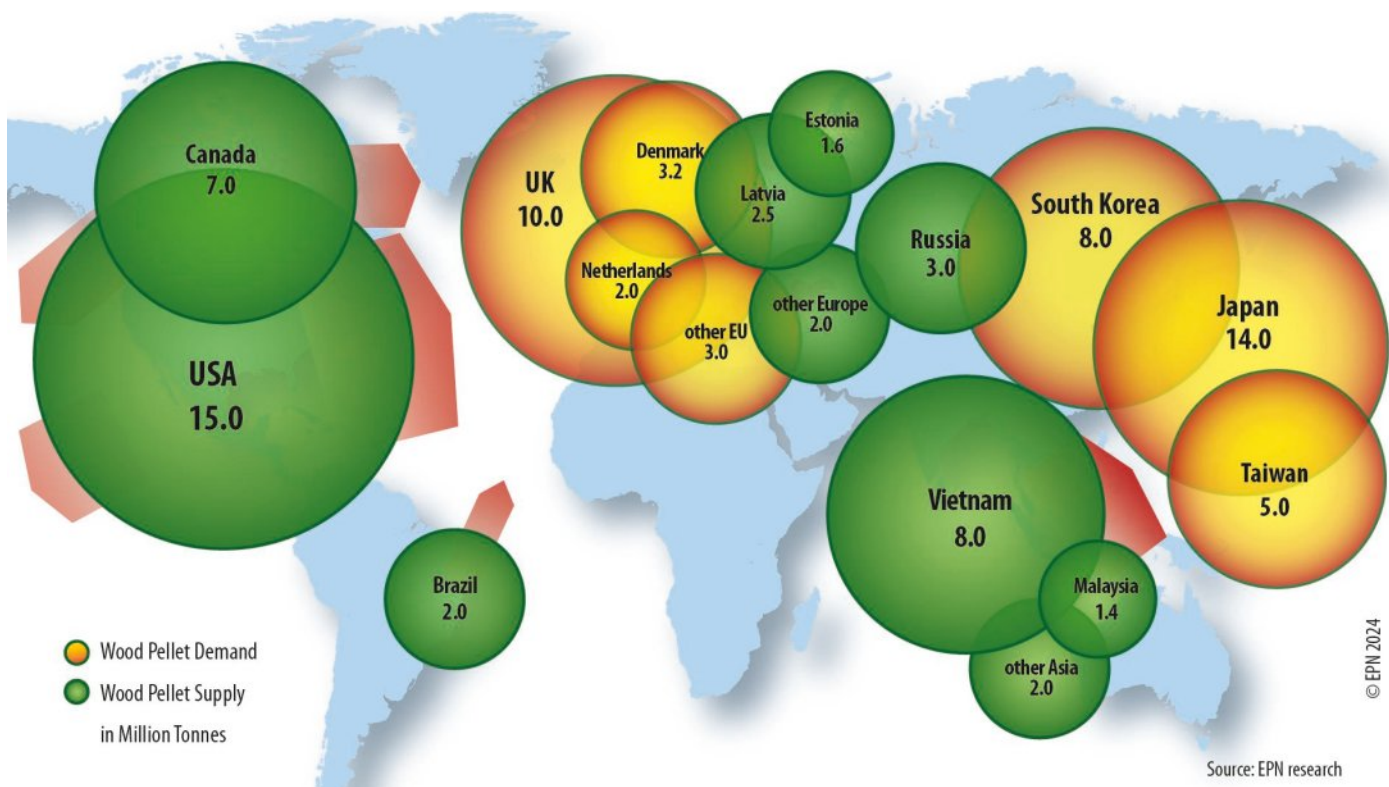 Canada
7.0
USA
15.0
Brazil
2.0
UK
10.0
Denmark
3.2
Netherlands
2.0
other EU
3.0
Latvia
2.5
Estonia
1.6
other Europe
2.0
Russia
3.0
South Korea
8.0
Japan
14.0
Taiwan
5.0
Vietnam
8.0
Malaysia
1.4
other Asia
2.0
Wood Pellet Demand
Wood Pellet Supply
in Million Tonnes
© EPN 2024
Source: EPN research